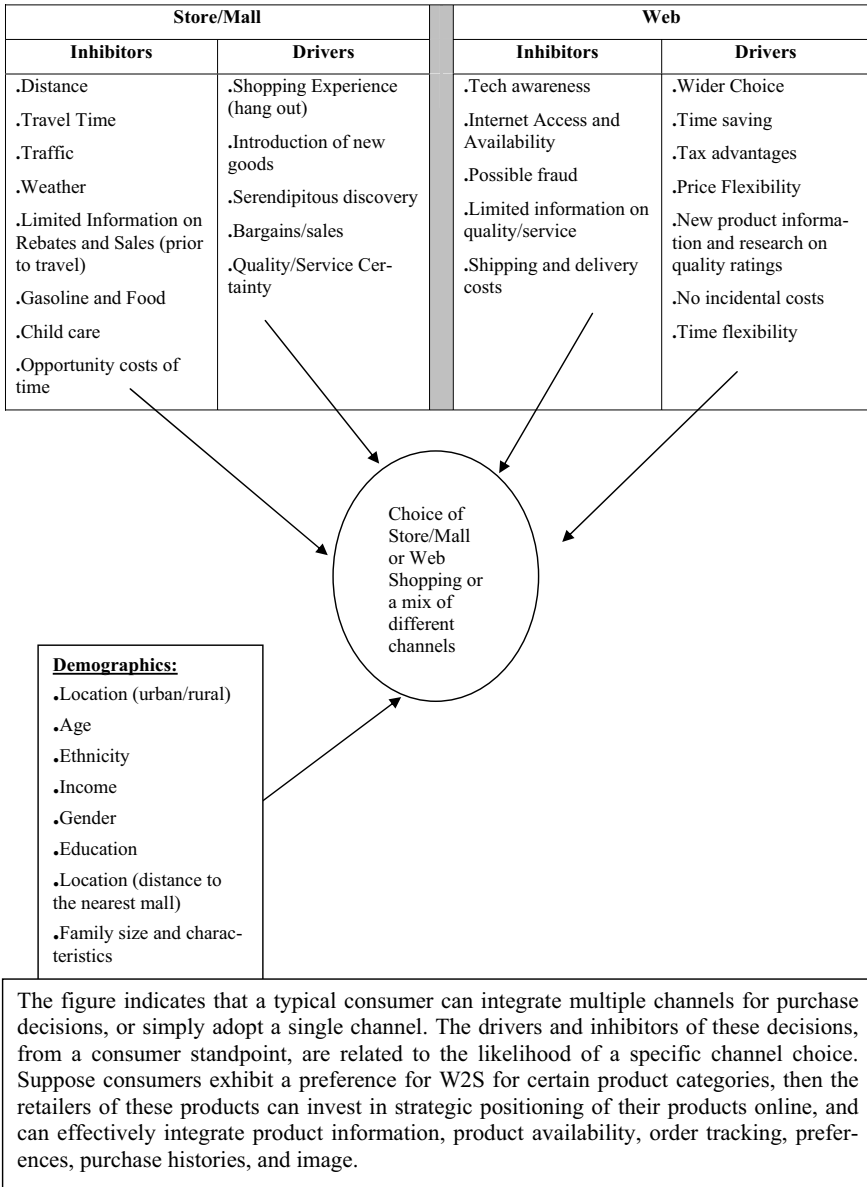 Store/Mall
Web
Inhibitors
Drivers
Inhibitors
Drivers
.Distance
.Travel Time
.Traffic
.Weather
.Limited Information on
Rebates and Sales (prior
to travel)
.Gasoline and Food
.Child care
.Opportunity costs of
time
.Shopping Experience
(hang out)
.Introduction of new
goods
.Serendipitous discovery
.Bargains/sales
.Quality/Service Cer-
tainty
.Tech awareness
.Internet Access and
Availability
.Possible fraud
.Limited information on
quality/service
.Shipping and delivery
costs
.Wider Choice
.Time saving
.Tax advantages
.Price Flexibility
.New product informa-
tion and research on
quality ratings
.No incidental costs
.Time flexibility
Choice of
Store/Mall
or Web
Shopping or
a mix of
different
channels
Demographics:
.Location (urban/rural)
.Age
.Ethnicity
.Income
.Gender
.Education
.Location (distance to
the nearest mall)
.Family size and charac-
teristics
The figure indicates that a typical consumer can integrate multiple channels for purchase
decisions, or simply adopt a single channel. The drivers and inhibitors of these decisions,
from a consumer standpoint, are related to the likelihood of a specific channel choice.
Suppose consumers exhibit a preference for W2S for certain product categories, then the
retailers of these products can invest in strategic positioning of their products online, and
can effectively integrate product information, product availability, order tracking, prefer-
ences, purchase histories, and image.